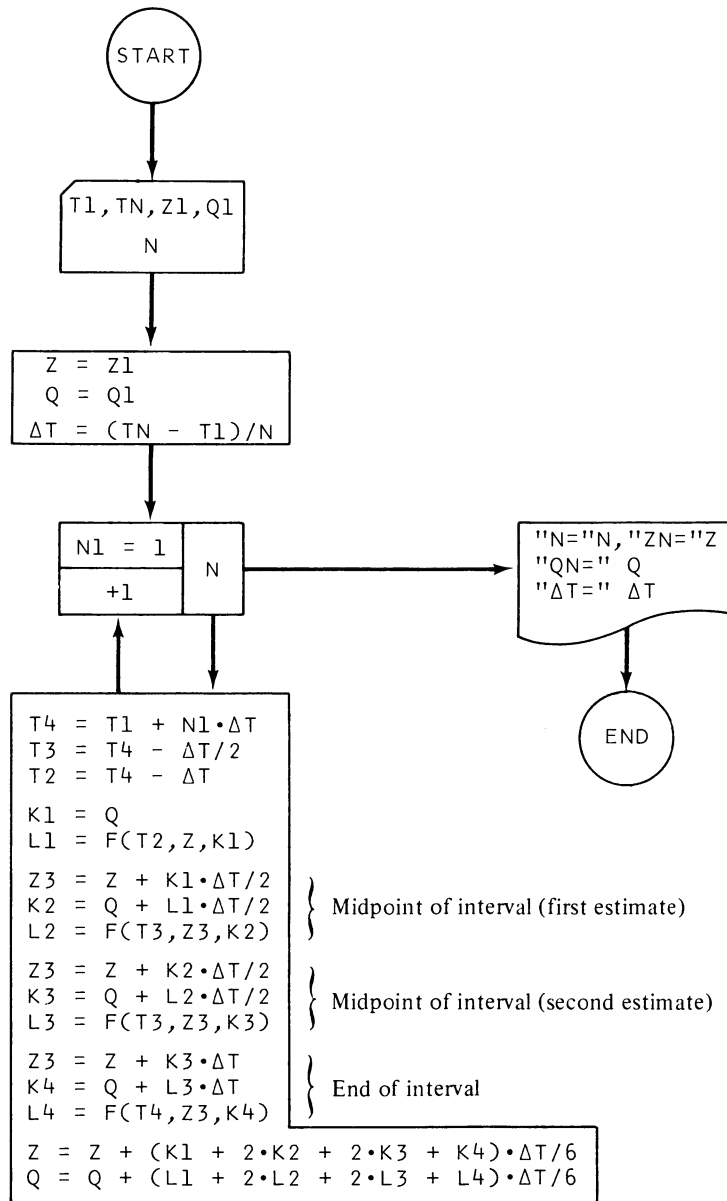 START
T1,TN,Z1,Q1
N
Z = Z1
Q = Q1
ΔT = (TN - T1)/N
N1 = 1
+1
N
"N="N,"ZN="Z
"QN=" Q
"ΔT=" ΔT
END
T4 = T1 + N1•ΔT
T3 = T4 - ΔT/2
T2 = T4 - ΔT
K1 = Q
L1 = F(T2,Z,K1)
Z3 = Z + K1•ΔT/2
K2 = Q + L1•ΔT/2
L2 = F(T3,Z3,K2)
Midpoint of interval (first estimate)
Z3 = Z + K2•ΔT/2
K3 = Q + L2•ΔT/2
L3 = F(T3,Z3,K3)
Midpoint of interval (second estimate)
Z3 = Z + K3•ΔT
K4 = Q + L3•ΔT
L4 = F(T4,Z3,K4)
End of interval
Z = Z + (K1 + 2•K2 + 2•K3 + K4)•ΔT/6
Q = Q + (L1 + 2•L2 + 2•L3 + L4)•ΔT/6